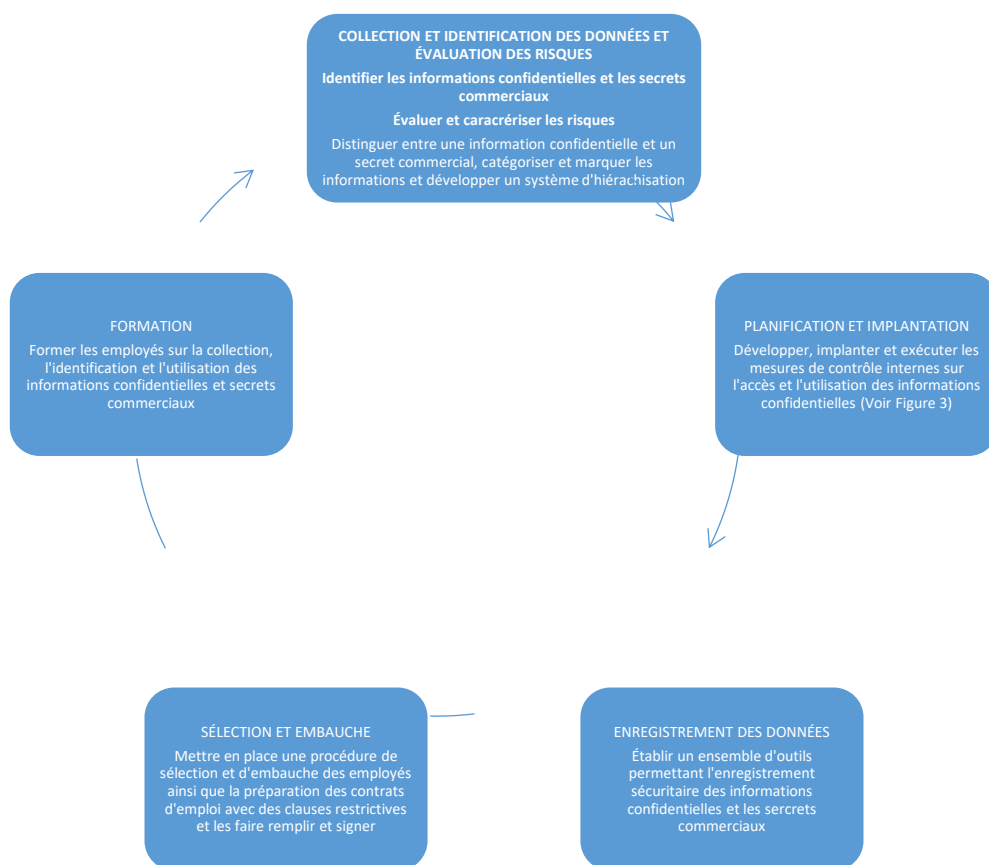 COLLECTION ET IDENTIFICATION DES DONNÉES ET
ÉVALUATION DES RISQUES
Identifier les informations confidentielles et les secrets
commerciaux
Évaluer et caracrériser les risques
Distinguer entre une information confidentielle et un
secret commercial, catégoriser et marquer les
informations et développer un système d'hiérachisation
PLANIFICATION ET IMPLANTATION
Développer, implanter et exécuter les
mesures de contrôle internes sur
l'accès et l'utilisation des informations
confidentielles (Voir Figure 3)
ENREGISTREMENT DES DONNÉES
Établir un ensemble d'outils
permettant l'enregistrement
sécuritaire des informations
confidentielles et les sercrets
commerciaux
SÉLECTION ET EMBAUCHE
Mettre en place une procédure de
sélection et d'embauche des employés
ainsi que la préparation des contrats
d'emploi avec des clauses restrictives
et les faire remplir et signer
FORMATION
Former les employés sur la collection,
l'identification et l'utilisation des
informations confidentielles et secrets
commerciaux